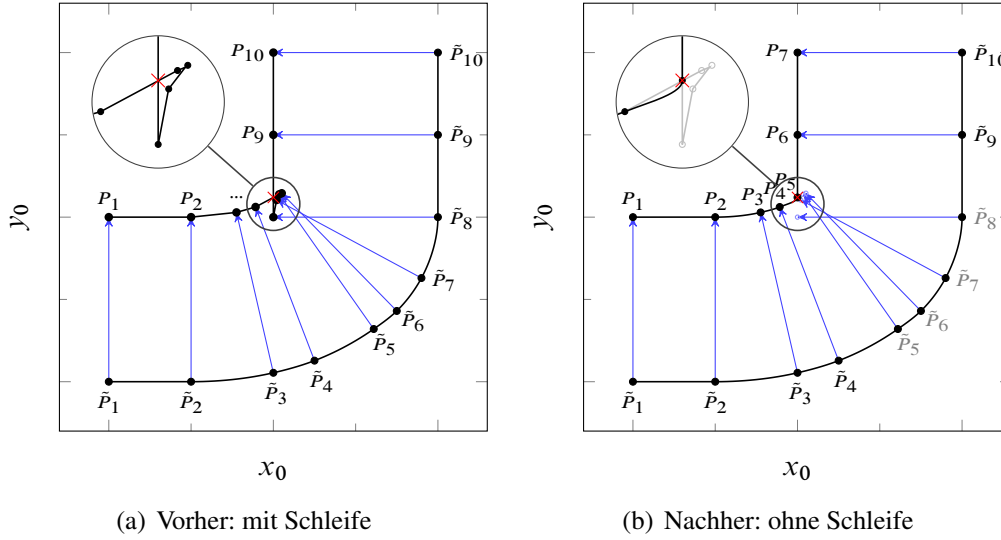 P10
P̃10
P9
P̃9
P1
P2
...
P̃8
P̃7
P̃6
P̃5
P̃4
P̃3
P̃1
P̃2
y0
x0
(a) Vorher: mit Schleife
P7
P̃10
P6
P̃9
P5
P4
P3
P1
P2
P̃8
P̃7
P̃6
P̃5
P̃4
P̃3
P̃1
P̃2
y0
x0
(b) Nachher: ohne Schleife